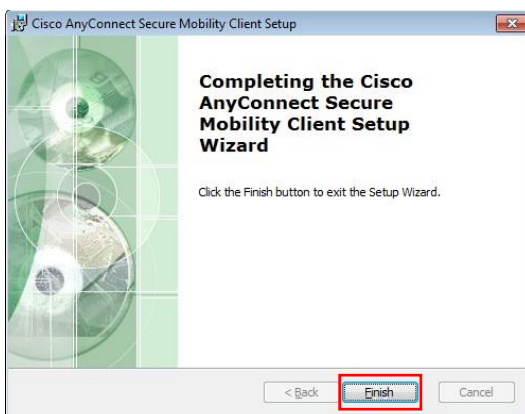 Cisco AnyConnect Secure Mobility Client Setup
Completing the Cisco
AnyConnect Secure
Mobility Client Setup
Wizard
Click the Finish button to exit the Setup Wizard.
< Back
Finish
Cancel